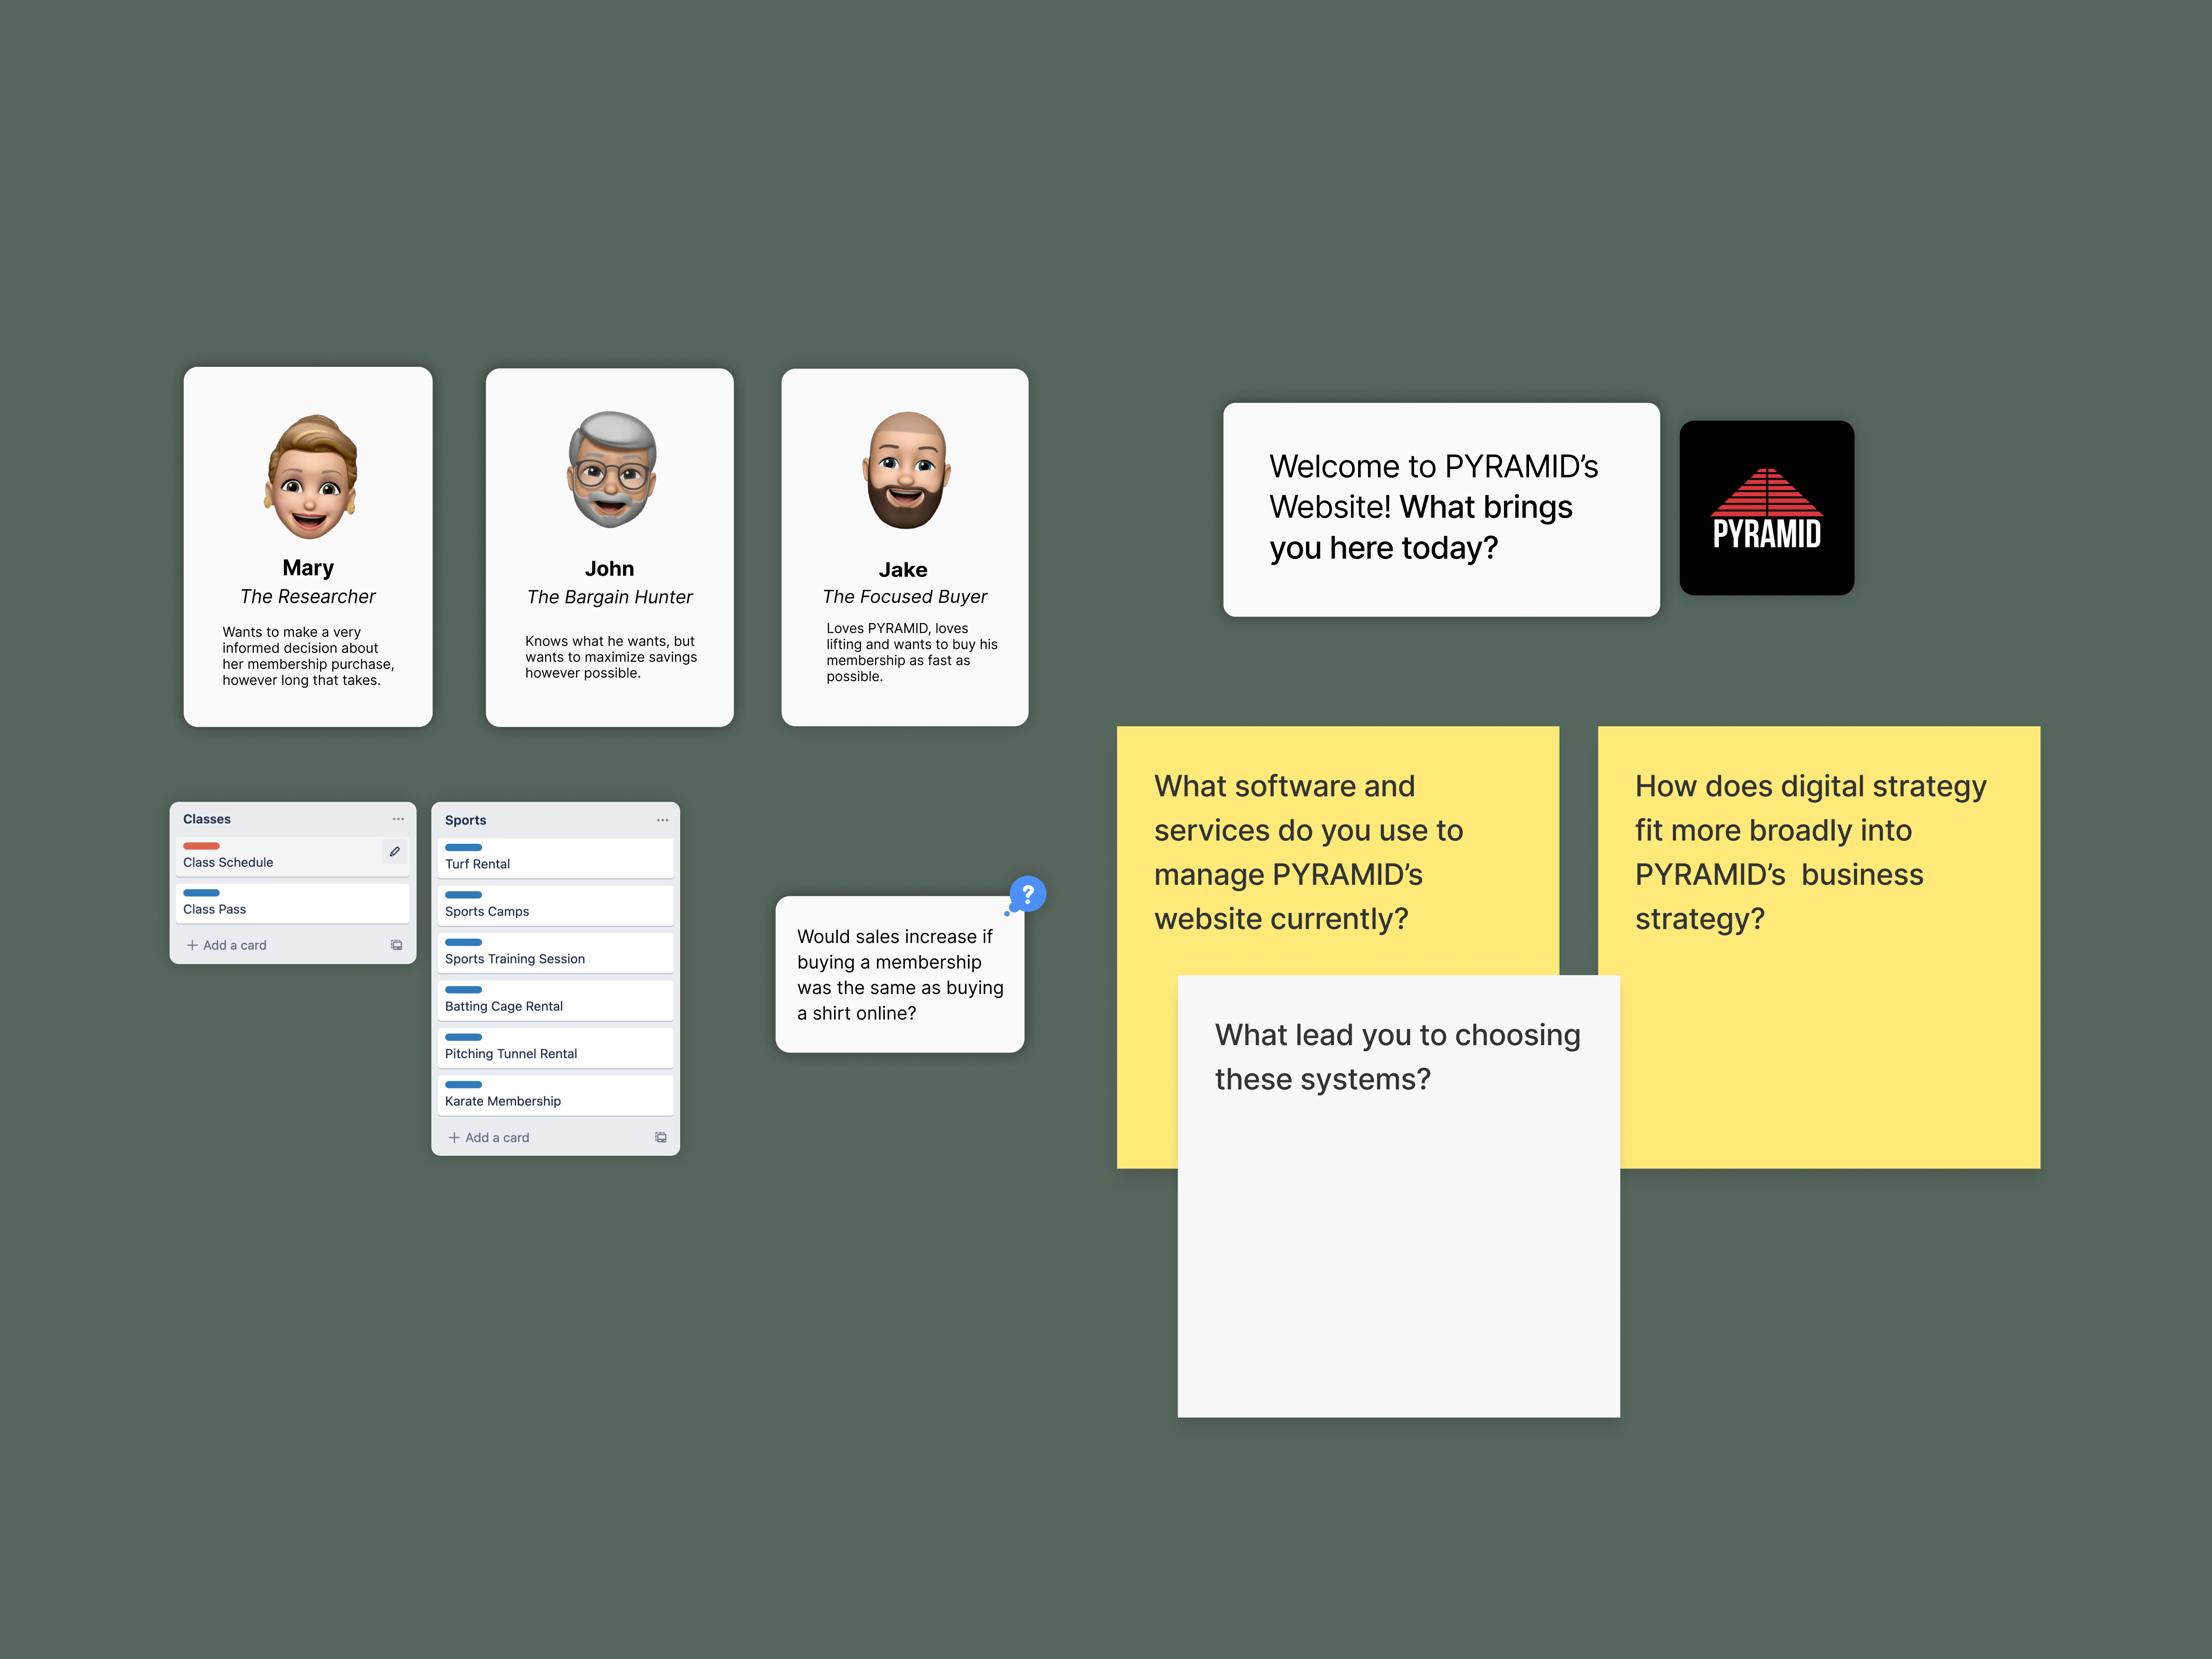 Mary
The Researcher
Wants to make a very
informed decision about
her membership purchase,
however long that takes.
John
The Bargain Hunter
Knows what he wants, but
wants to maximize savings
however possible.
Jake
The Focused Buyer
Loves PYRAMID, loves
lifting and wants to buy his
membership as fast as
possible.
Welcome to PYRAMID’s
Website! What brings
you here today?
PYRAMID
Classes
Class Schedule
Class Pass
Add a card
Sports
Turf Rental
Sports Camps
Sports Training Session
Batting Cage Rental
Pitching Tunnel Rental
Karate Membership
Add a card
?
Would sales increase if
buying a membership
was the same as buying
a shirt online?
What software and
services do you use to
manage PYRAMID’s
website currently?
How does digital strategy
fit more broadly into
PYRAMID’s  business
strategy?
What lead you to choosing
these systems?